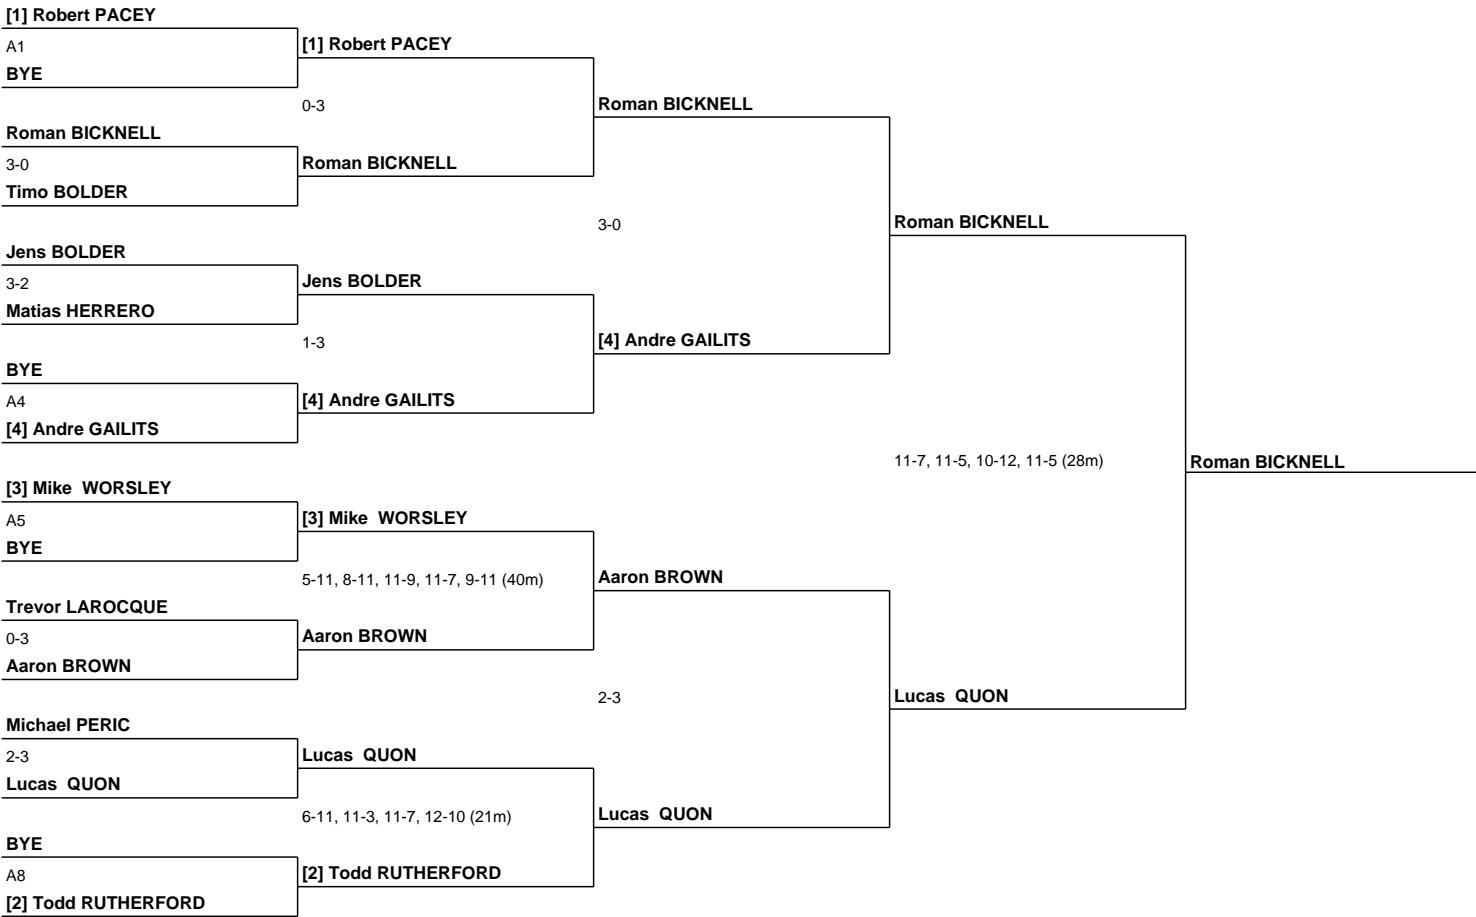 [1] Robert PACEY
A1
BYE
Roman BICKNELL
3-0
Timo BOLDER
Jens BOLDER
3-2
Matias HERRERO
BYE
A4
[4] Andre GAILITS
[3] Mike  WORSLEY
A5
BYE
Trevor LAROCQUE
0-3
Aaron BROWN
Michael PERIC
2-3
Lucas  QUON
BYE
A8
[2] Todd RUTHERFORD
[1] Robert PACEY
0-3
Roman BICKNELL
Jens BOLDER
1-3
[4] Andre GAILITS
[3] Mike  WORSLEY
5-11, 8-11, 11-9, 11-7, 9-11 (40m)
Aaron BROWN
Lucas  QUON
6-11, 11-3, 11-7, 12-10 (21m)
[2] Todd RUTHERFORD
Roman BICKNELL
3-0
[4] Andre GAILITS
Aaron BROWN
2-3
Lucas  QUON
Roman BICKNELL
11-7, 11-5, 10-12, 11-5 (28m)
Lucas  QUON
Roman BICKNELL